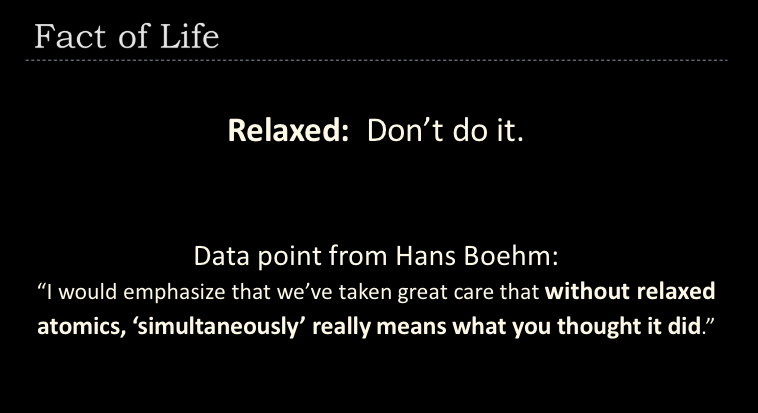 Fact of Life
Relaxed: Don’t do it.
Data point from Hans Boehm:
“I would emphasize that we’ve taken great care that without relaxed
atomics, ‘simultaneously’ really means what you thought it did.”